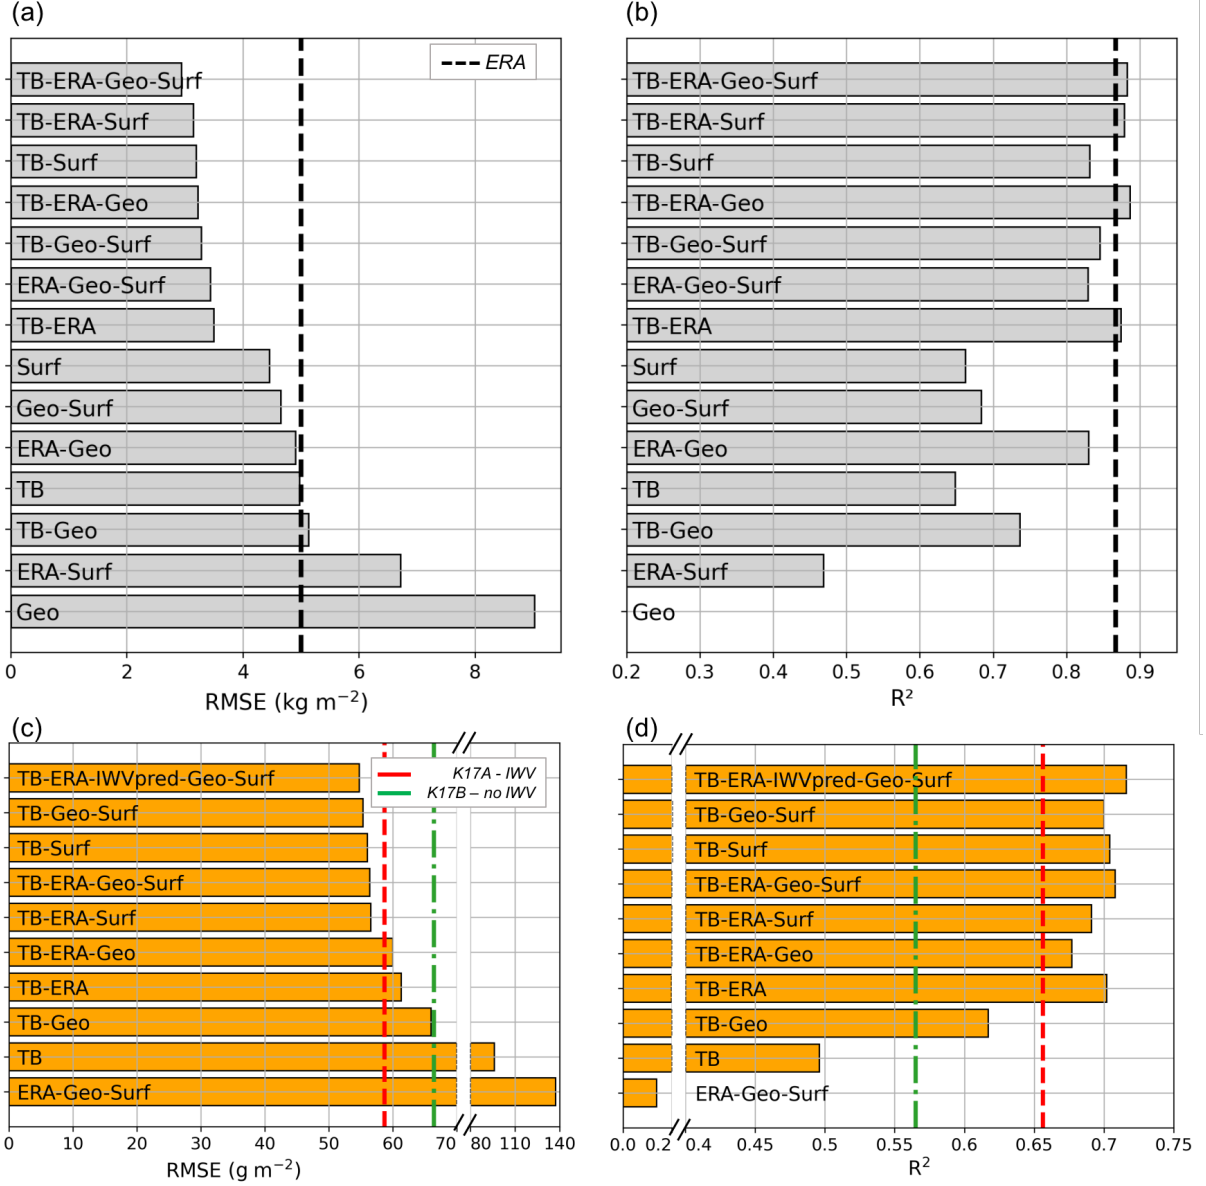 (a)
ERA
TB-ERA-Geo-Surf
TB-ERA-Surf
TB-Surf
TB-ERA-Geo
TB-Geo-Surf
ERA-Geo-Surf
TB-ERA
Surf
Geo-Surf
ERA-Geo
TB
TB-Geo
ERA-Surf
Geo
0 2 4 6 8
RMSE (kg m⁻²)
(b)
TB-ERA-Geo-Surf
TB-ERA-Surf
TB-Surf
TB-ERA-Geo
TB-Geo-Surf
ERA-Geo-Surf
TB-ERA
Surf
Geo-Surf
ERA-Geo
TB
TB-Geo
ERA-Surf
Geo
0.2 0.3 0.4 0.5 0.6 0.7 0.8 0.9
R²
(c)
K17A - IWV
K17B – no IWV
TB-ERA-IWVpred-Geo-Surf
TB-Geo-Surf
TB-Surf
TB-ERA-Geo-Surf
TB-ERA-Surf
TB-ERA-Geo
TB-ERA
TB-Geo
TB
ERA-Geo-Surf
0 10 20 30 40 50 60 70 80 110 140
RMSE (g m⁻²)
(d)
TB-ERA-IWVpred-Geo-Surf
TB-Geo-Surf
TB-Surf
TB-ERA-Geo-Surf
TB-ERA-Surf
TB-ERA-Geo
TB-ERA
TB-Geo
TB
ERA-Geo-Surf
0.0 0.2 0.4 0.45 0.5 0.55 0.6 0.65 0.7 0.75
R²